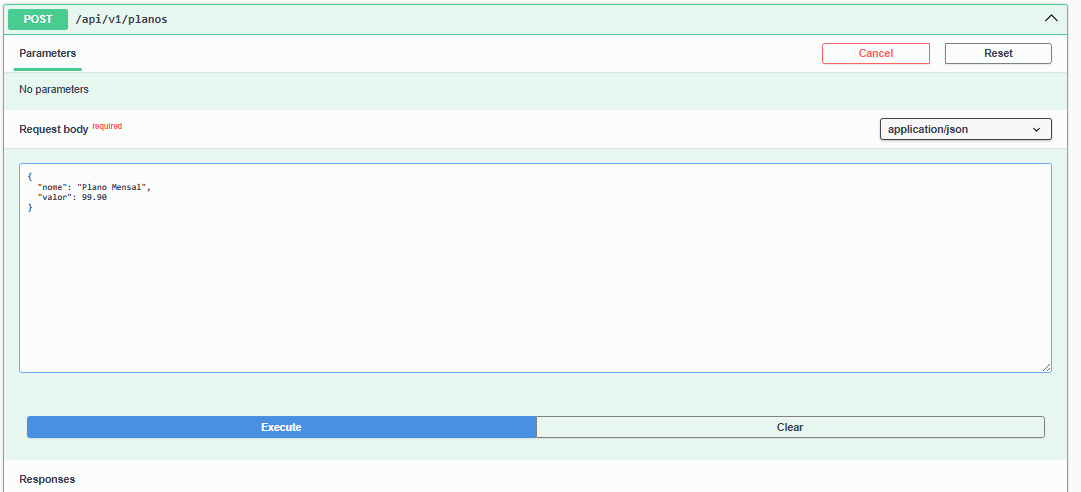 POST /api/v1/planos
Parameters
Cancel
Reset
No parameters
Request body required
application/json
{
"nome": "Plano Mensal",
"valor": 99.90
}
Execute
Clear
Responses